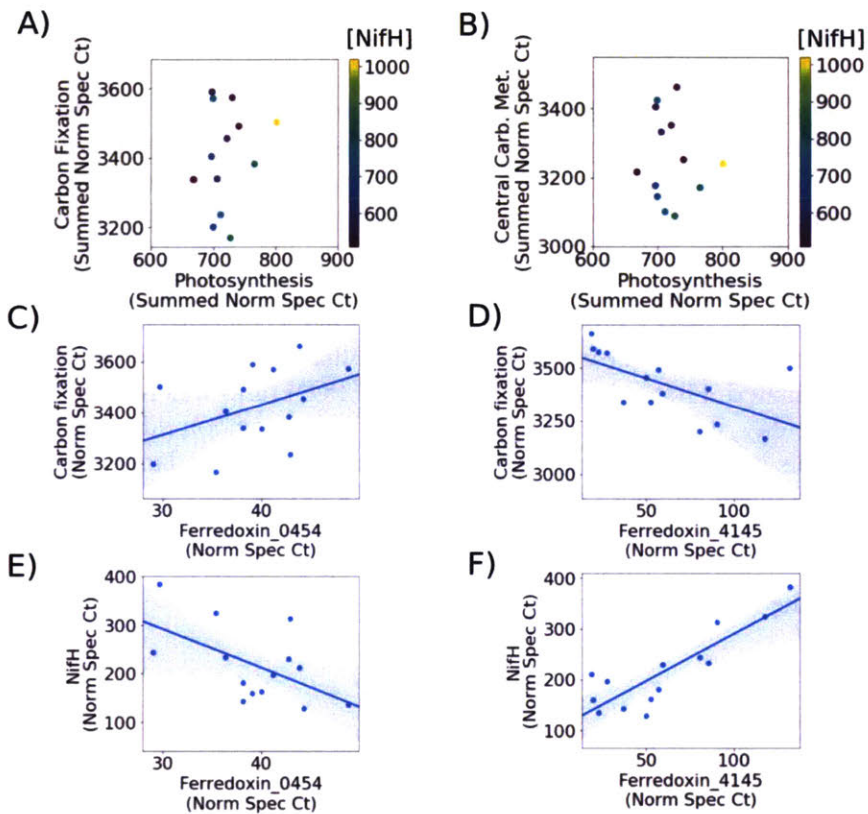 A)
[NifH]
Carbon Fixation
(Summed Norm Spec Ct)
3600
3400
3200
600 700 800 900
Photosynthesis
(Summed Norm Spec Ct)
1000
900
800
700
600
B)
[NifH]
Central Carb. Met.
(Summed Norm Spec Ct)
3400
3200
3000
600 700 800 900
Photosynthesis
(Summed Norm Spec Ct)
1000
900
800
700
600
C)
Carbon fixation
(Norm Spec Ct)
3600
3400
3200
30 40
Ferredoxin_0454
(Norm Spec Ct)
D)
Carbon fixation
(Norm Spec Ct)
3500
3250
3000
50 100
Ferredoxin_4145
(Norm Spec Ct)
E)
NifH
(Norm Spec Ct)
400
300
200
100
30 40
Ferredoxin_0454
(Norm Spec Ct)
F)
NifH
(Norm Spec Ct)
400
300
200
100
50 100
Ferredoxin_4145
(Norm Spec Ct)